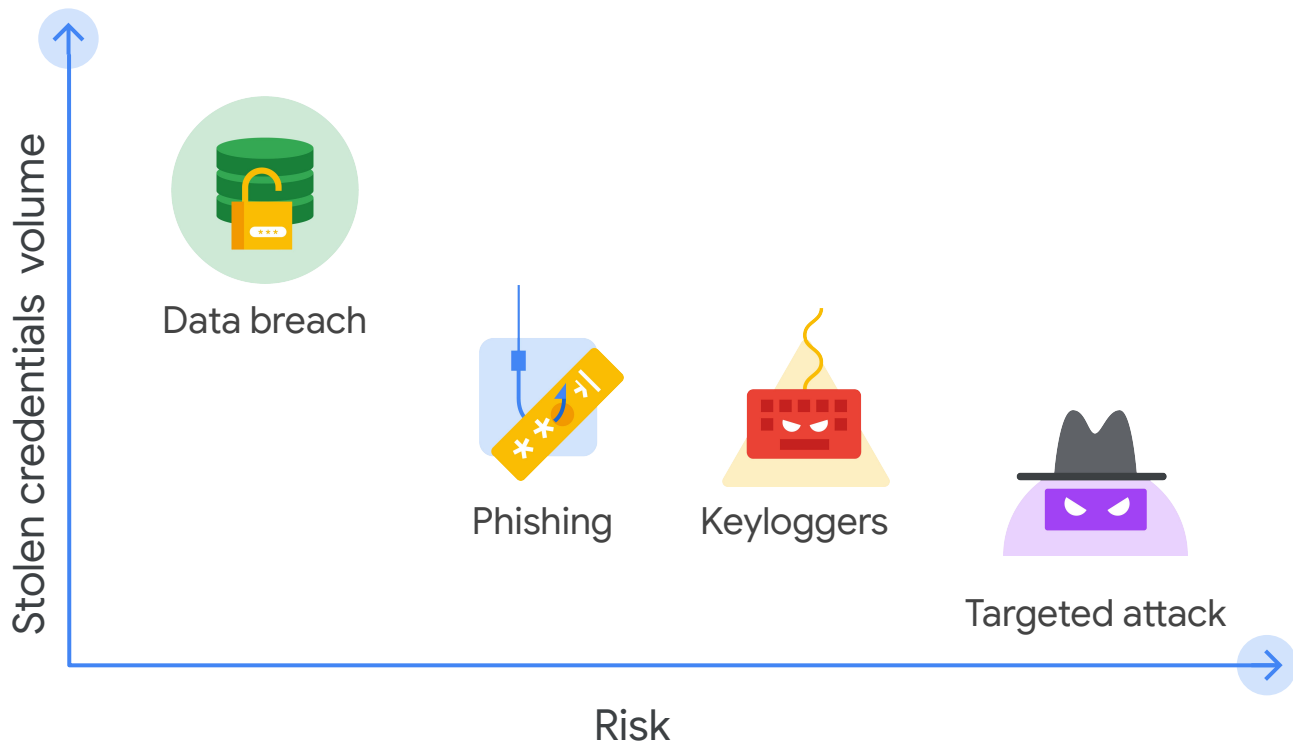 Stolen credentials volume
Data breach
Phishing
Keyloggers
Targeted attack
Risk